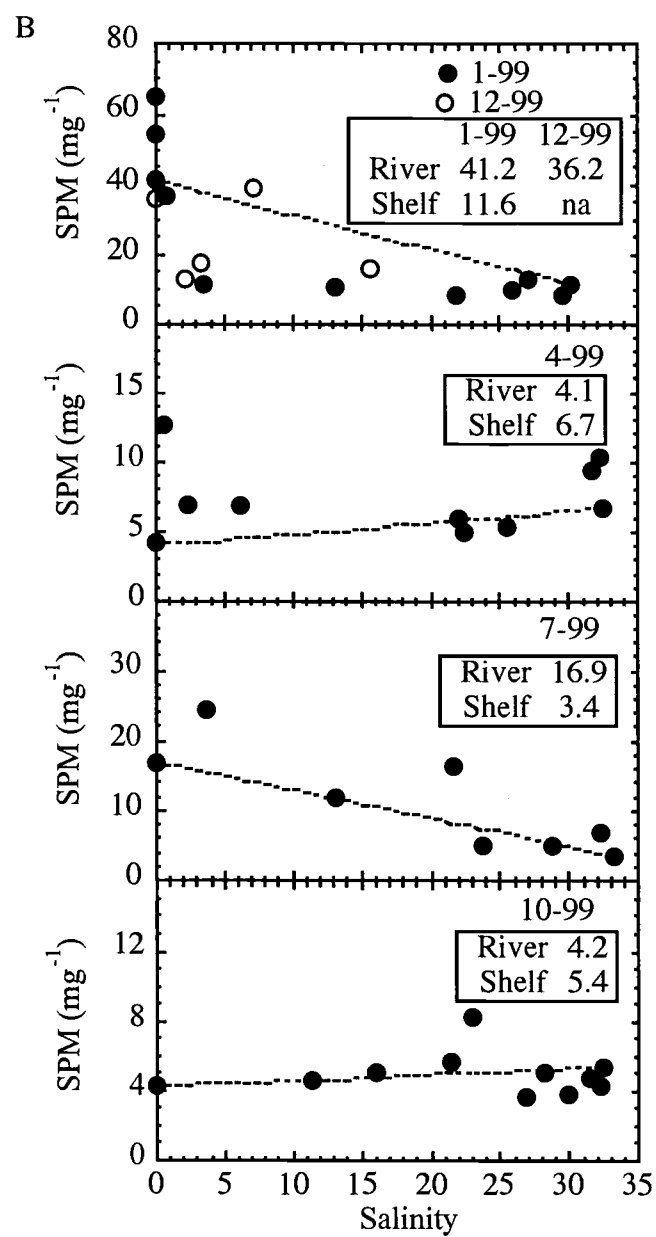 B
80
60
40
20
0
SPM (mg⁻¹)
1-99
12-99
1-99 12-99
River 41.2 36.2
Shelf 11.6 na
15
10
5
0
SPM (mg⁻¹)
4-99
River 4.1
Shelf 6.7
30
20
10
0
SPM (mg⁻¹)
7-99
River 16.9
Shelf 3.4
12
8
4
0
SPM (mg⁻¹)
10-99
River 4.2
Shelf 5.4
0 5 10 15 20 25 30 35
Salinity